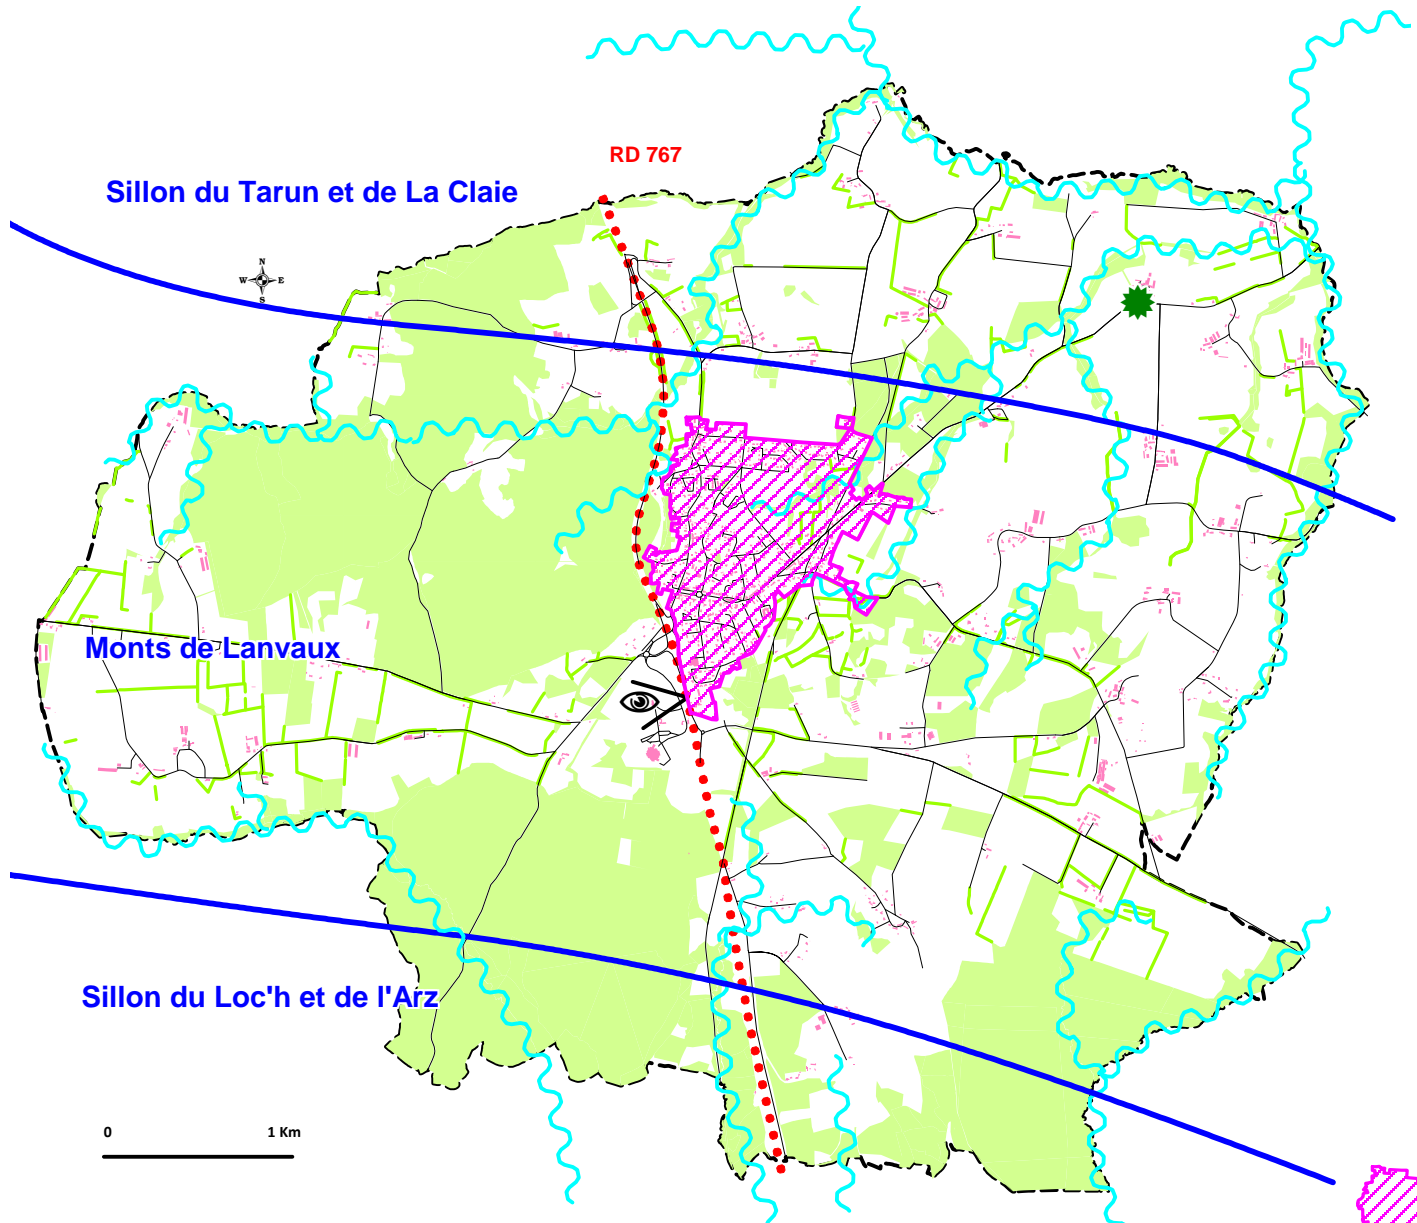 RD 767
Sillon du Tarun et de La Claie
N
W E
S
Monts de Lanvaux
Sillon du Loc'h et de l'Arz
0 1 Km